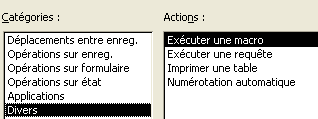 Catégories :
Déplacements entre enreg.
Opérations sur enreg.
Opérations sur formulaire
Opérations sur état
Applications
Divers
Actions :
Exécuter une macro
Exécuter une requête
Imprimer une table
Numérotation automatique